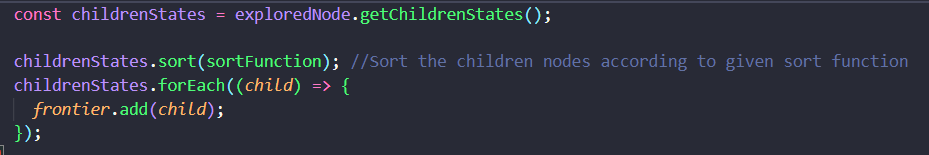 const childrenStates = exploredNode.getChildrenStates();
childrenStates.sort(sortFunction); //Sort the children nodes according to given sort function
childrenStates.forEach((child) => {
frontier.add(child);
});